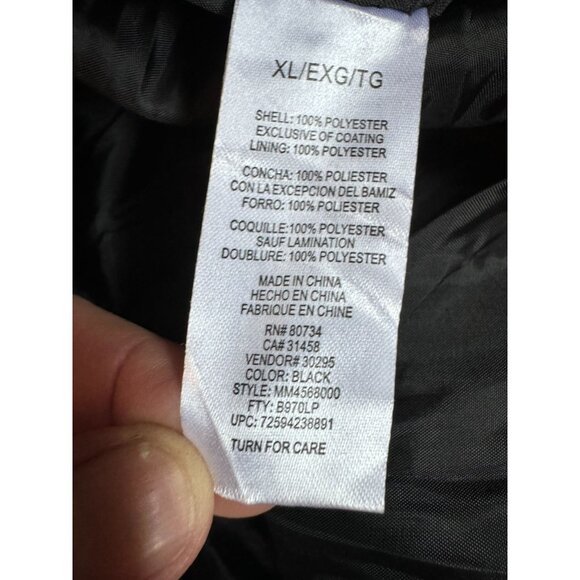 XL/EXG/TG
SHELL: 100% POLYESTER
EXCLUSIVE OF COATING
LINING: 100% POLYESTER
CONCHA: 100% POLIESTER
CON LA EXCEPCION DEL BAMIZ
FORRO: 100% POLIESTER
COQUILLE:100% POLYESTER
SAUF LAMINATION
DOUBLURE: 100% POLYESTER
MADE IN CHINA
HECHO EN CHINA
FABRIQUE EN CHINE
RN# 80734
CA# 31458
VENDOR# 30295
COLOR: BLACK
STYLE: MM4568000
FTY: B970LP
UPC: 72594238891
TURN FOR CARE